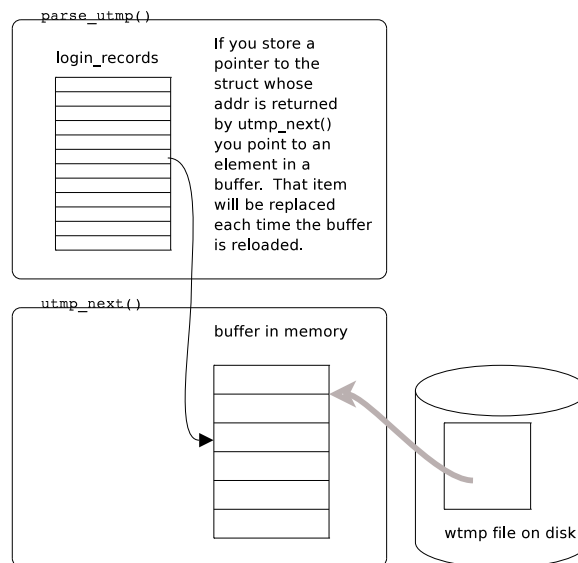 parse_utmp()
login_records
If you store a
pointer to the
struct whose
addr is returned
by utmp_next()
you point to an
element in a
buffer. That item
will be replaced
each time the buffer
is reloaded.
utmp_next()
buffer in memory
wtmp file on disk